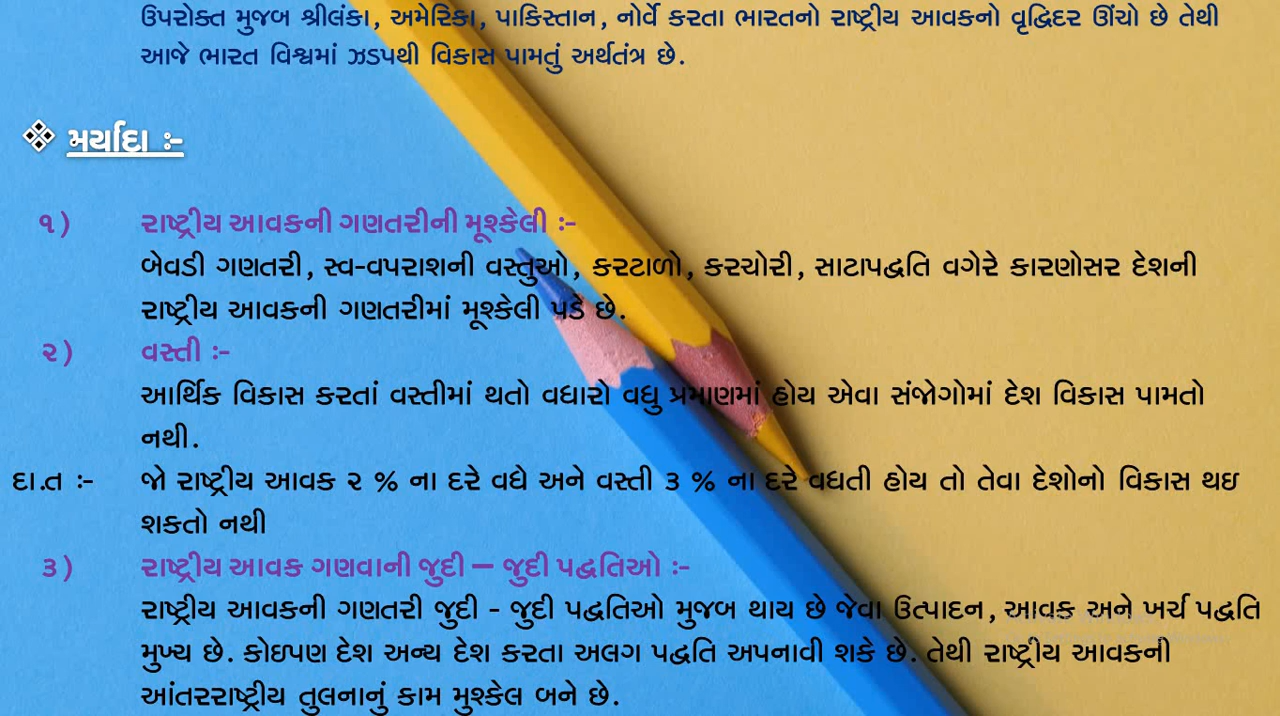 ઉપરોક્ત મુજબ શ્રીલંકા, અમેરિકા, પાકિસ્તાન, નોર્વે કરતા ભારતનો રાષ્ટ્રીય આવકનો વૃદ્ધિદર ઊંચો છે તેથી
આજે ભારત વિશ્વમાં ઝડપથી વિકાસ પામતું અર્થતંત્ર છે.
❖ મર્યાદા :-
૧) રાષ્ટ્રીય આવકની ગણતરીની મૂશ્કેલી :-
બેવડી ગણતરી, સ્વ-વપરાશની વસ્તુઓ, કરટાળો, કરચોરી, સાટાપદ્ધતિ વગેરે કારણોસર દેશની
રાષ્ટ્રીય આવકની ગણતરીમાં મૂશ્કેલી પડે છે.
૨) વસ્તી :-
આર્થિક વિકાસ કરતાં વસ્તીમાં થતો વધારો વધુ પ્રમાણમાં હોય એવા સંજોગોમાં દેશ વિકાસ પામતો
નથી.
દા.ત :- જો રાષ્ટ્રીય આવક ૨ % ના દરે વધે અને વસ્તી ૩ % ના દરે વધતી હોય તો તેવા દેશોનો વિકાસ થઇ
શકતો નથી
૩) રાષ્ટ્રીય આવક ગણવાની જુદી – જુદી પદ્ધતિઓ :-
રાષ્ટ્રીય આવકની ગણતરી જુદી - જુદી પદ્ધતિઓ મુજબ થાય છે જેવા ઉત્પાદન, આવક અને ખર્ચ પદ્ધતિ
મુખ્ય છે. કોઇપણ દેશ અન્ય દેશ કરતા અલગ પદ્ધતિ અપનાવી શકે છે. તેથી રાષ્ટ્રીય આવકની
આંતરરાષ્ટ્રીય તુલનાનું કામ મુશ્કેલ બને છે.